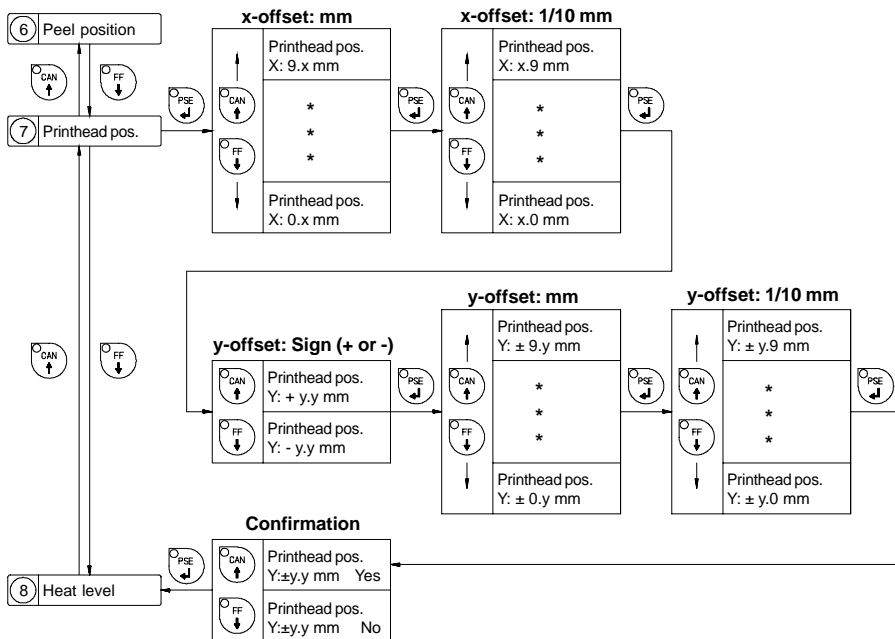 x-offset: mm
x-offset: 1/10 mm
6 Peel position
CAN
FF
7 Printhead pos.
PSE
Printhead pos.
X: 9.x mm
CAN
*
*
FF
*
Printhead pos.
X: 0.x mm
PSE
Printhead pos.
X: x.9 mm
CAN
*
*
FF
*
Printhead pos.
X: x.0 mm
PSE
CAN
FF
y-offset: Sign (+ or -)
CAN
Printhead pos.
Y: + y.y mm
FF
Printhead pos.
Y: - y.y mm
PSE
y-offset: mm
Printhead pos.
Y: ± 9.y mm
CAN
*
*
FF
*
Printhead pos.
Y: ± 0.y mm
PSE
y-offset: 1/10 mm
Printhead pos.
Y: ± y.9 mm
CAN
*
*
FF
*
Printhead pos.
Y: ± y.0 mm
PSE
Confirmation
CAN
Printhead pos.
Y:±y.y mm Yes
FF
Printhead pos.
Y:±y.y mm No
PSE
8 Heat level